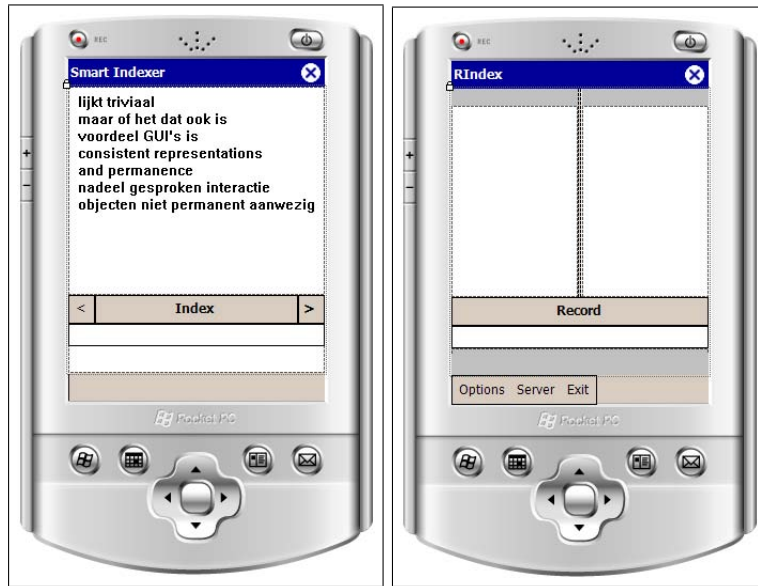 REC
Smart Indexer
lijkt triviaal
maar of het dat ook is
voordeel GUI's is
consistent representations
and permanence
nadeel gesproken interactie
objecten niet permanent aanwezig
+
−
< Index >
Pocket PC
REC
RIndex
+
−
Record
Options Server Exit
Pocket PC